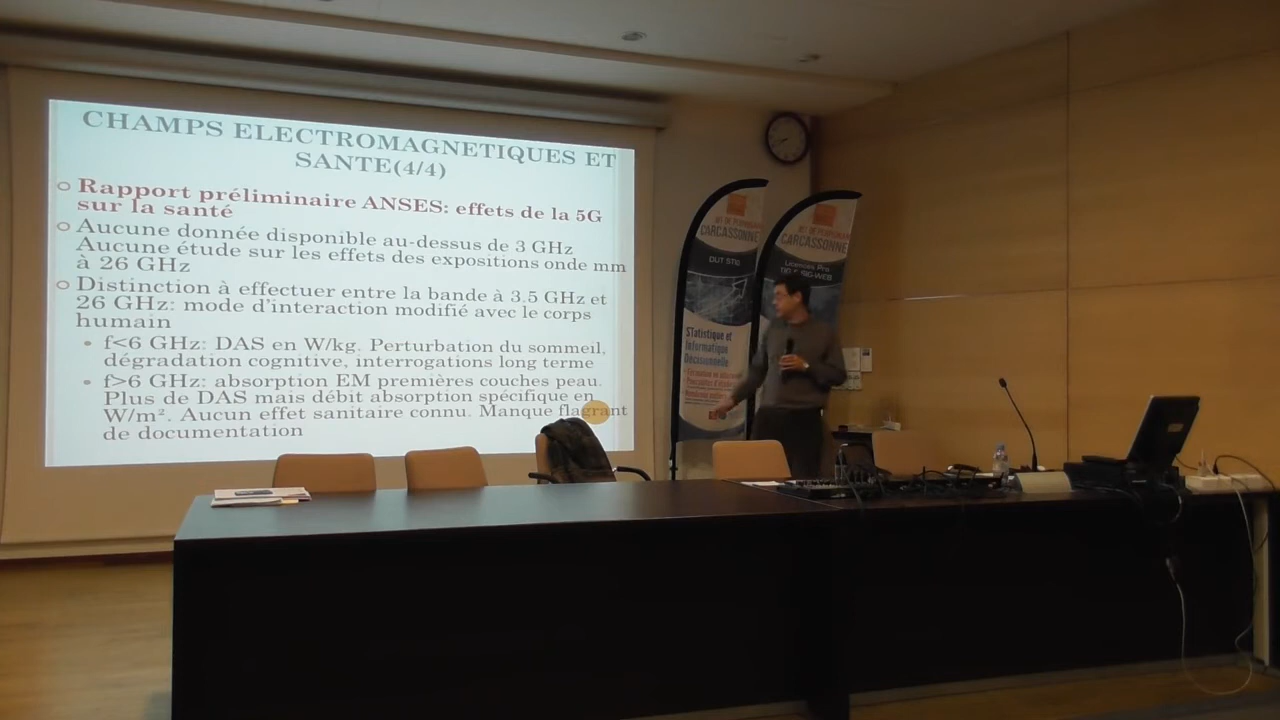 CHAMPS ELECTROMAGNETIQUES ET
SANTE(4/4)
Rapport préliminaire ANSES: effets de la 5G
sur la santé
Aucune donnée disponible au-dessus de 3 GHz
Aucune étude sur les effets des expositions onde mm
à 26 GHz
Distinction à effectuer entre la bande à 3.5 GHz et
26 GHz: mode d'interaction modifié avec le corps
humain
f<6 GHz: DAS en W/kg. Perturbation du sommeil,
dégradation cognitive, interrogations long terme
f>6 GHz: absorption EM premières couches peau.
Plus de DAS mais débit absorption spécifique en
W/m². Aucun effet sanitaire connu. Manque flagrant
de documentation
CARCASSONNE
DUT STID
STatistique et
Informatique
Décisionnelle
CARCASSONNE
Licences Pro